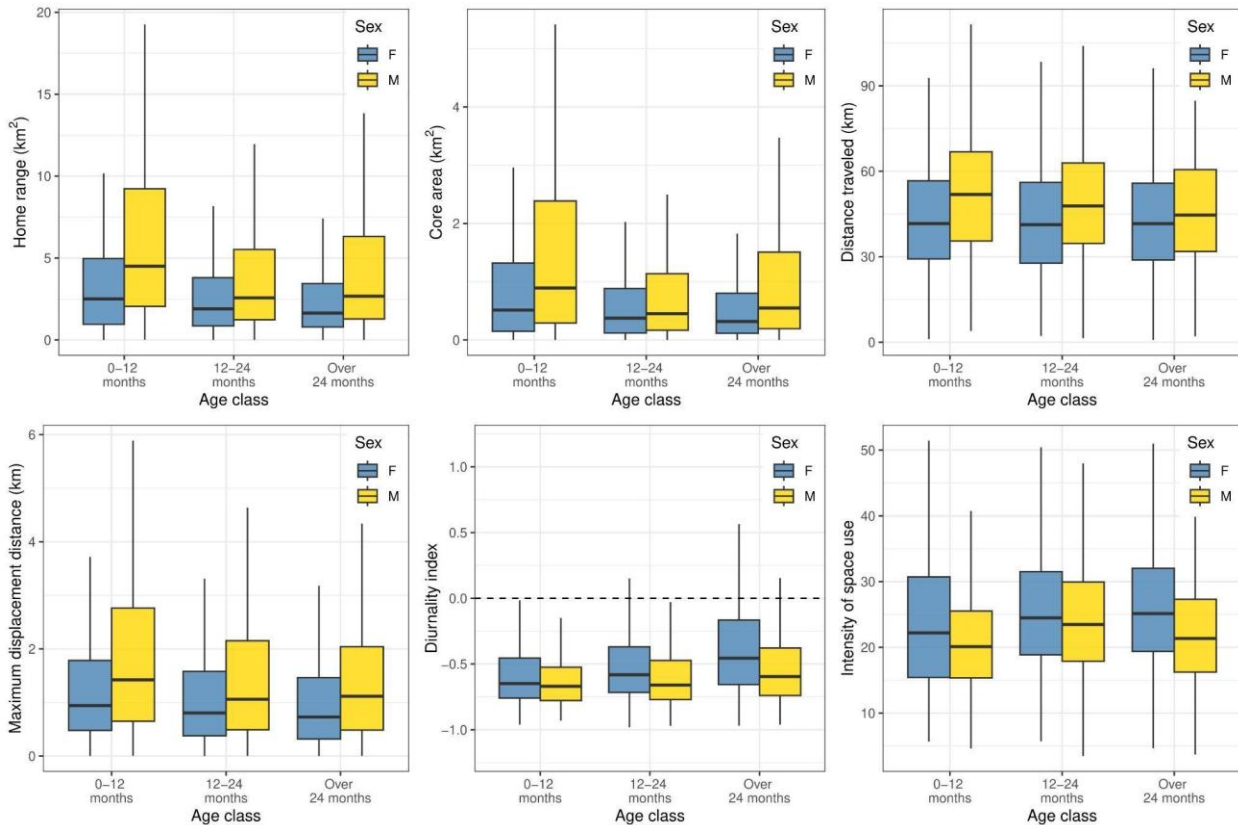 Home range (km²)
20
15
10
5
0
Sex
F
M
0–12 months
12–24 months
Over 24 months
Age class
Core area (km²)
4
2
0
Sex
F
M
0–12 months
12–24 months
Over 24 months
Age class
Distance traveled (km)
90
60
30
0
Sex
F
M
0–12 months
12–24 months
Over 24 months
Age class
Maximum displacement distance (km)
6
4
2
0
Sex
F
M
0–12 months
12–24 months
Over 24 months
Age class
Diurnality index
1.0
0.5
0.0
−0.5
−1.0
Sex
F
M
0–12 months
12–24 months
Over 24 months
Age class
Intensity of space use
50
40
30
20
10
Sex
F
M
0–12 months
12–24 months
Over 24 months
Age class